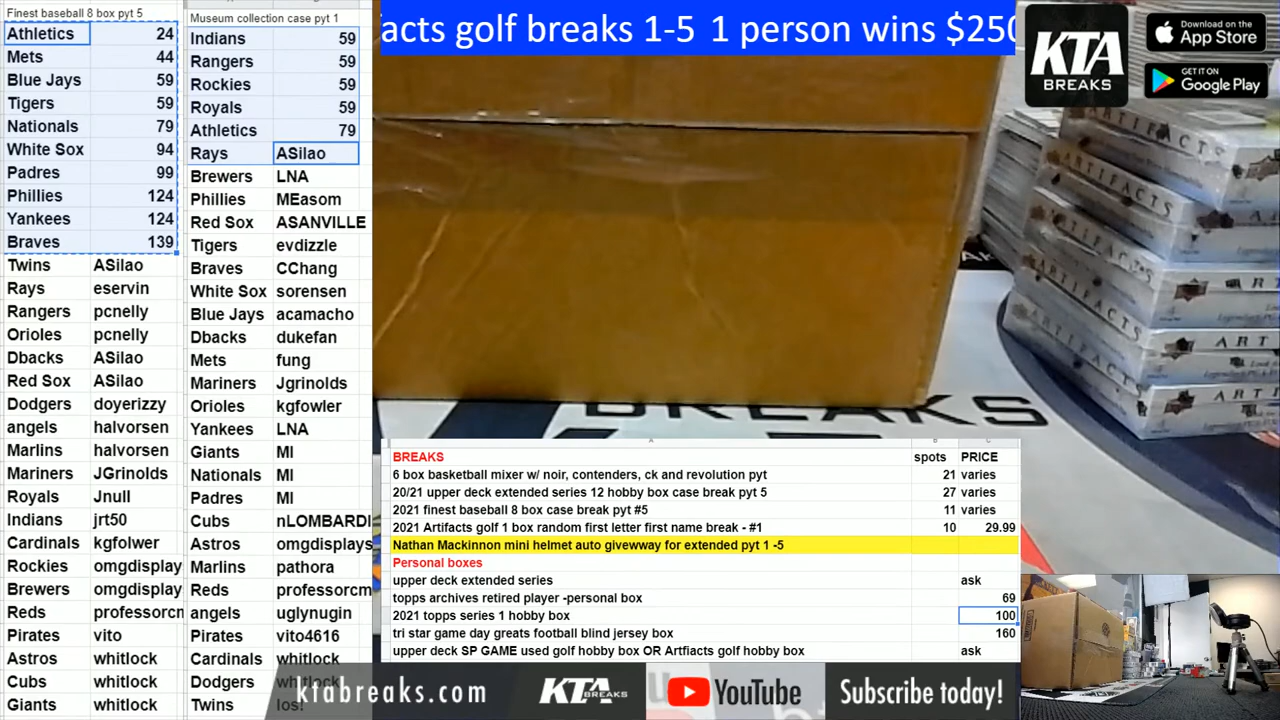 Finest baseball 8 box pyt 5
Athletics 24
Mets 44
Blue Jays 59
Tigers 59
Nationals 79
White Sox 94
Padres 99
Phillies 124
Yankees 124
Braves 139
Twins ASilao
Rays eservin
Rangers pcnelly
Orioles pcnelly
Dbacks ASilao
Red Sox ASilao
Dodgers doyerizzy
angels halvorsen
Marlins halvorsen
Mariners JGrinolds
Royals Jnull
Indians jrt50
Cardinals kgfolwer
Rockies omgdisplay
Brewers omgdisplay
Reds professorcn
Pirates vito
Astros whitlock
Cubs whitlock
Giants whitlock
Museum collection case pyt 1
Indians 59
Rangers 59
Rockies 59
Royals 59
Athletics 79
Rays ASilao
Brewers LNA
Phillies MEasom
Red Sox ASANVILLE
Tigers evdizzle
Braves CChang
White Sox sorensen
Blue Jays acamacho
Dbacks dukefan
Mets fung
Mariners Jgrinolds
Orioles kgfowler
Yankees LNA
Giants MI
Nationals MI
Padres MI
Cubs nLOMBARDI
Astros omgdisplays
Marlins pathora
Reds professorcm
angels uglynugin
Pirates vito4616
Cardinals whitlock
Dodgers whitlock
Twins los!
acts golf breaks 1-5 1 person wins $250
KTA
BREAKS
Download on the
App Store
GET IT ON
Google Play
ARTIFACTS
ARTIFACTS
ARTIFACTS
ART
ART
BREAKS
BREAKS spots PRICE
6 box basketball mixer w/ noir, contenders, ck and revolution pyt 21 varies
20/21 upper deck extended series 12 hobby box case break pyt 5 27 varies
2021 finest baseball 8 box case break pyt #5 11 varies
2021 Artifacts golf 1 box random first letter first name break - #1 10 29.99
Nathan Mackinnon mini helmet auto givewway for extended pyt 1 -5
Personal boxes
upper deck extended series ask
topps archives retired player -personal box 69
2021 topps series 1 hobby box 100
tri star game day greats football blind jersey box 160
upper deck SP GAME used golf hobby box OR Artfiacts golf hobby box ask
ktabreaks.com
KTA
BREAKS
YouTube
Subscribe today!